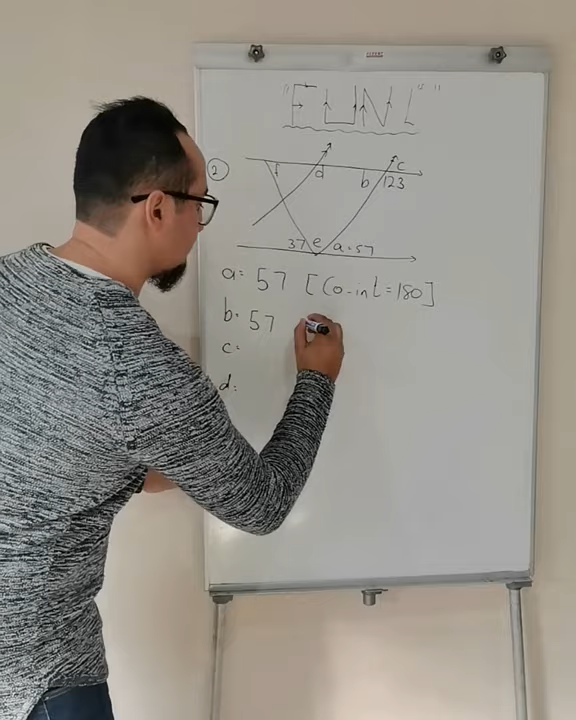 "FUN L" "
2 f d b c
123
37 e a=57
a= 57 [Co-int L=180]
b= 57
c=
d: